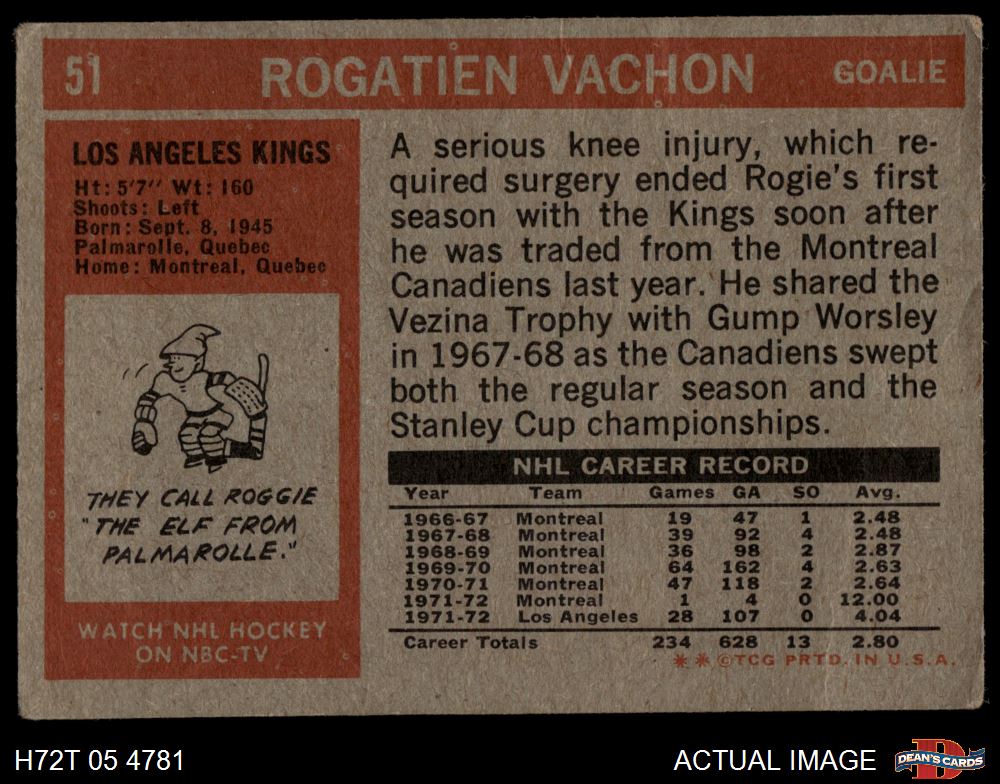 51 ROGATIEN VACHON GOALIE
LOS ANGELES KINGS
Ht: 5'7'' Wt: 160
Shoots: Left
Born: Sept. 8, 1945
Palmarolle, Quebec
Home: Montreal, Quebec
THEY CALL ROGGIE
"THE ELF FROM
PALMAROLLE."
WATCH NHL HOCKEY
ON NBC-TV
A serious knee injury, which re-
quired surgery ended Rogie's first
season with the Kings soon after
he was traded from the Montreal
Canadiens last year. He shared the
Vezina Trophy with Gump Worsley
in 1967-68 as the Canadiens swept
both the regular season and the
Stanley Cup championships.
NHL CAREER RECORD
Year Team Games GA SO Avg.
1966-67 Montreal 19 47 1 2.48
1967-68 Montreal 39 92 4 2.48
1968-69 Montreal 36 98 2 2.87
1969-70 Montreal 64 162 4 2.63
1970-71 Montreal 47 118 2 2.64
1971-72 Montreal 1 4 0 12.00
1971-72 Los Angeles 28 107 0 4.04
Career Totals 234 628 13 2.80
* * ©TCG PRTD. IN U.S.A.
H72T 05 4781 ACTUAL IMAGE DEAN'S CARDS